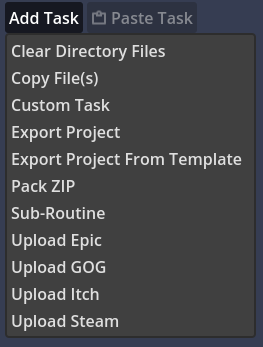 Add Task Paste Task
Clear Directory Files
Copy File(s)
Custom Task
Export Project
Export Project From Template
Pack ZIP
Sub-Routine
Upload Epic
Upload GOG
Upload Itch
Upload Steam